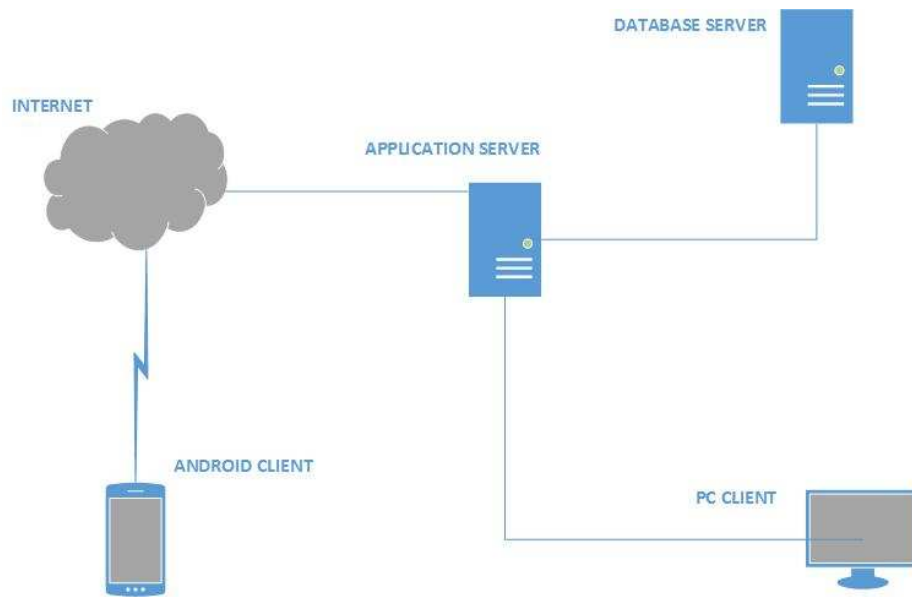 DATABASE SERVER
INTERNET
APPLICATION SERVER
ANDROID CLIENT
PC CLIENT